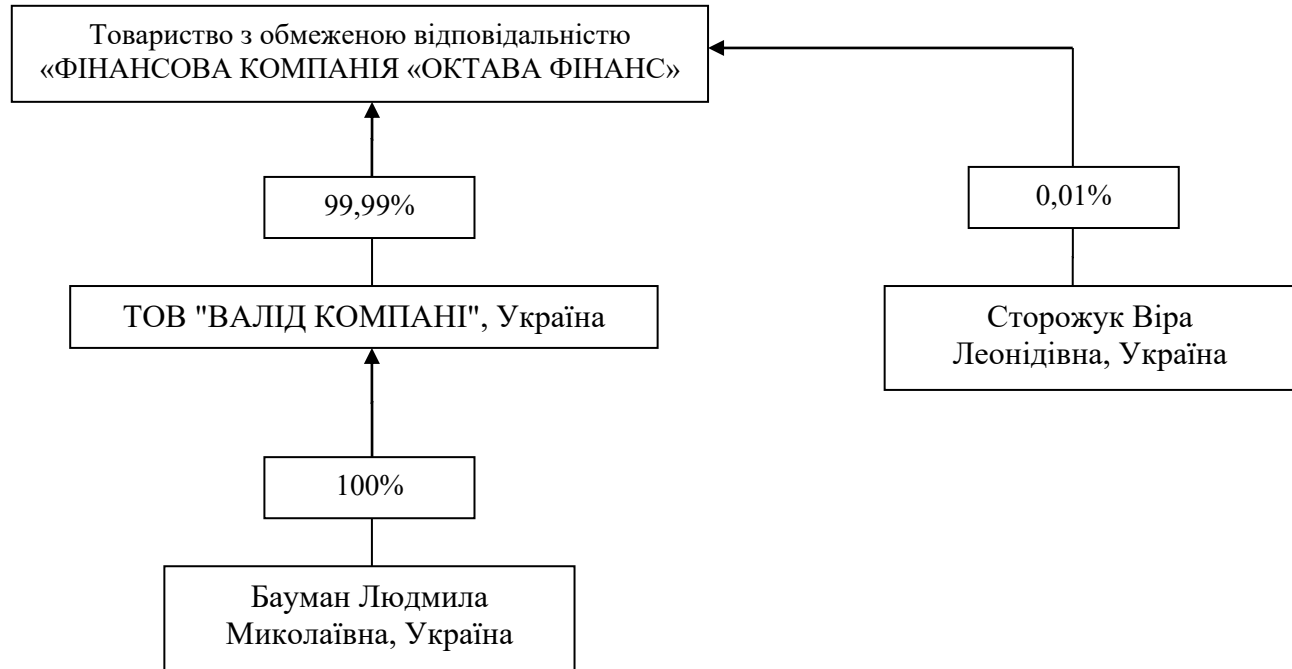 Товариство з обмеженою відповідальністю
«ФІНАНСОВА КОМПАНІЯ «ОКТАВА ФІНАНС»
99,99%
0,01%
ТОВ "ВАЛІД КОМПАНІ", Україна
Сторожук Віра
Леонідівна, Україна
100%
Бауман Людмила
Миколаївна, Україна